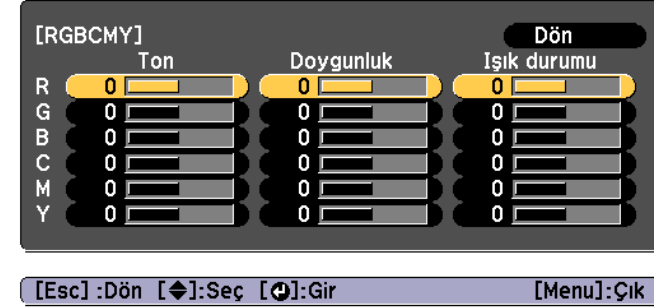 [RGBCMY] Dön
Ton Doygunluk Işık durumu
R 0 0 0
G 0 0 0
B 0 0 0
C 0 0 0
M 0 0 0
Y 0 0 0
[Esc] :Dön [◆]:Seç [↵]:Gir [Menu]:Çık